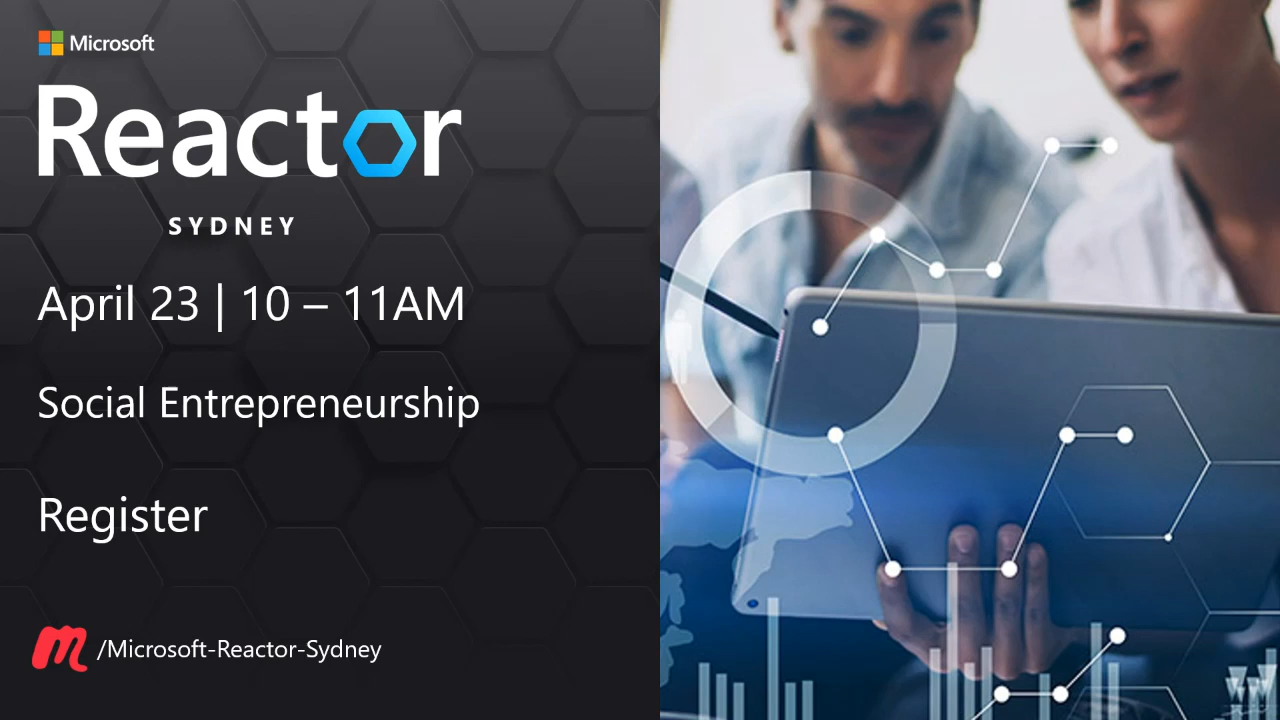 Microsoft
Reactor
SYDNEY
April 23 | 10 – 11AM
Social Entrepreneurship
Register
/Microsoft-Reactor-Sydney